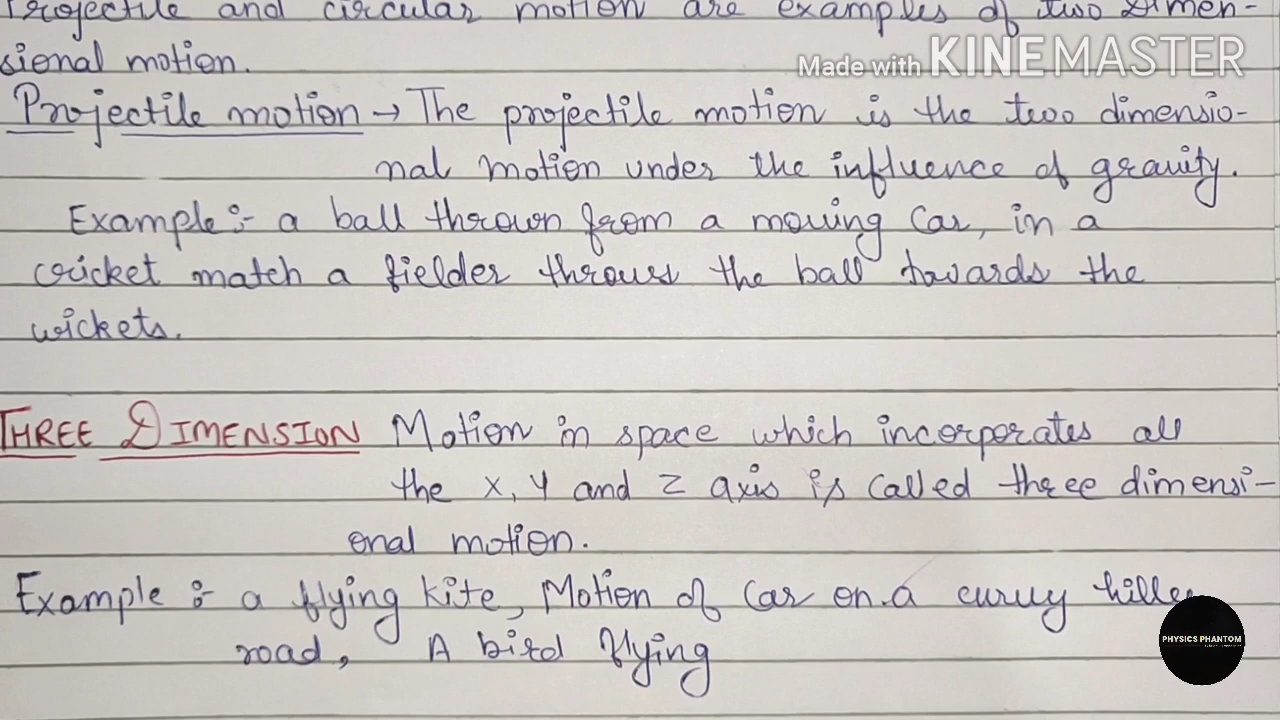 Projectile and circular motion are examples of two Dimen-
sional motion.
Made with KINEMASTER
Projectile motion → The projectile motion is the two dimensio-
nal motion under the influence of gravity.
Example :- a ball thrown from a moving Car, in a
cricket match a fielder throws the ball towards the
wickets.
THREE DIMENSION Motion in space which incorporates all
the x, y and z axis is called three dimensi-
onal motion.
Example :- a flying kite, Motion of Car on a curvy
road, A bird flying
PHYSICS PHANTOM